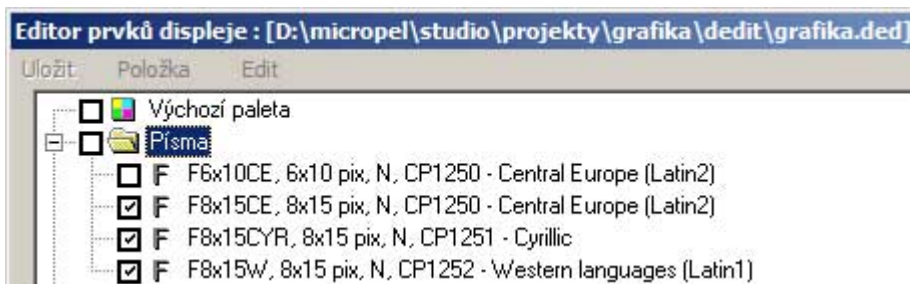 Editor prvků displeje : [D:\micropel\studio\projekty\grafika\dedit\grafika.ded]
Uložit Položka Edit
Výchozí paleta
Písma
F F6x10CE, 6x10 pix, N, CP1250 - Central Europe (Latin2)
F F8x15CE, 8x15 pix, N, CP1250 - Central Europe (Latin2)
F F8x15CYR, 8x15 pix, N, CP1251 - Cyrillic
F F8x15W, 8x15 pix, N, CP1252 - Western languages (Latin1)